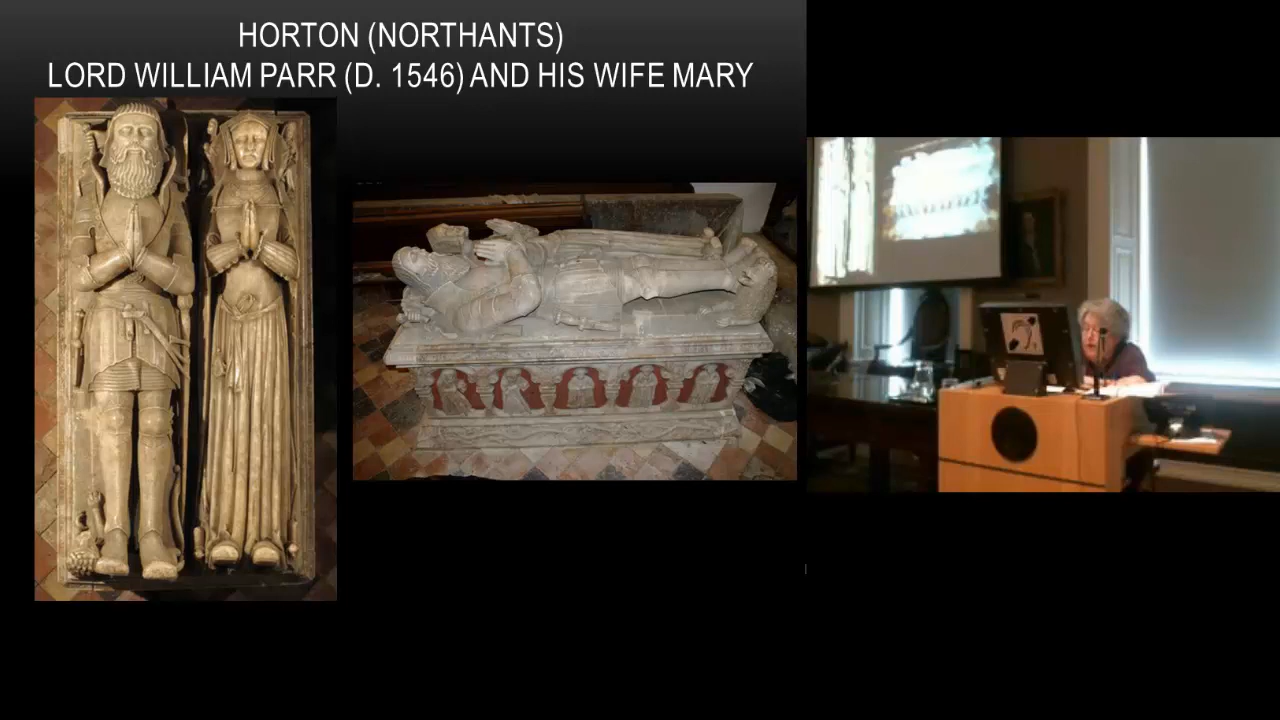 HORTON (NORTHANTS)
LORD WILLIAM PARR (D. 1546) AND HIS WIFE MARY